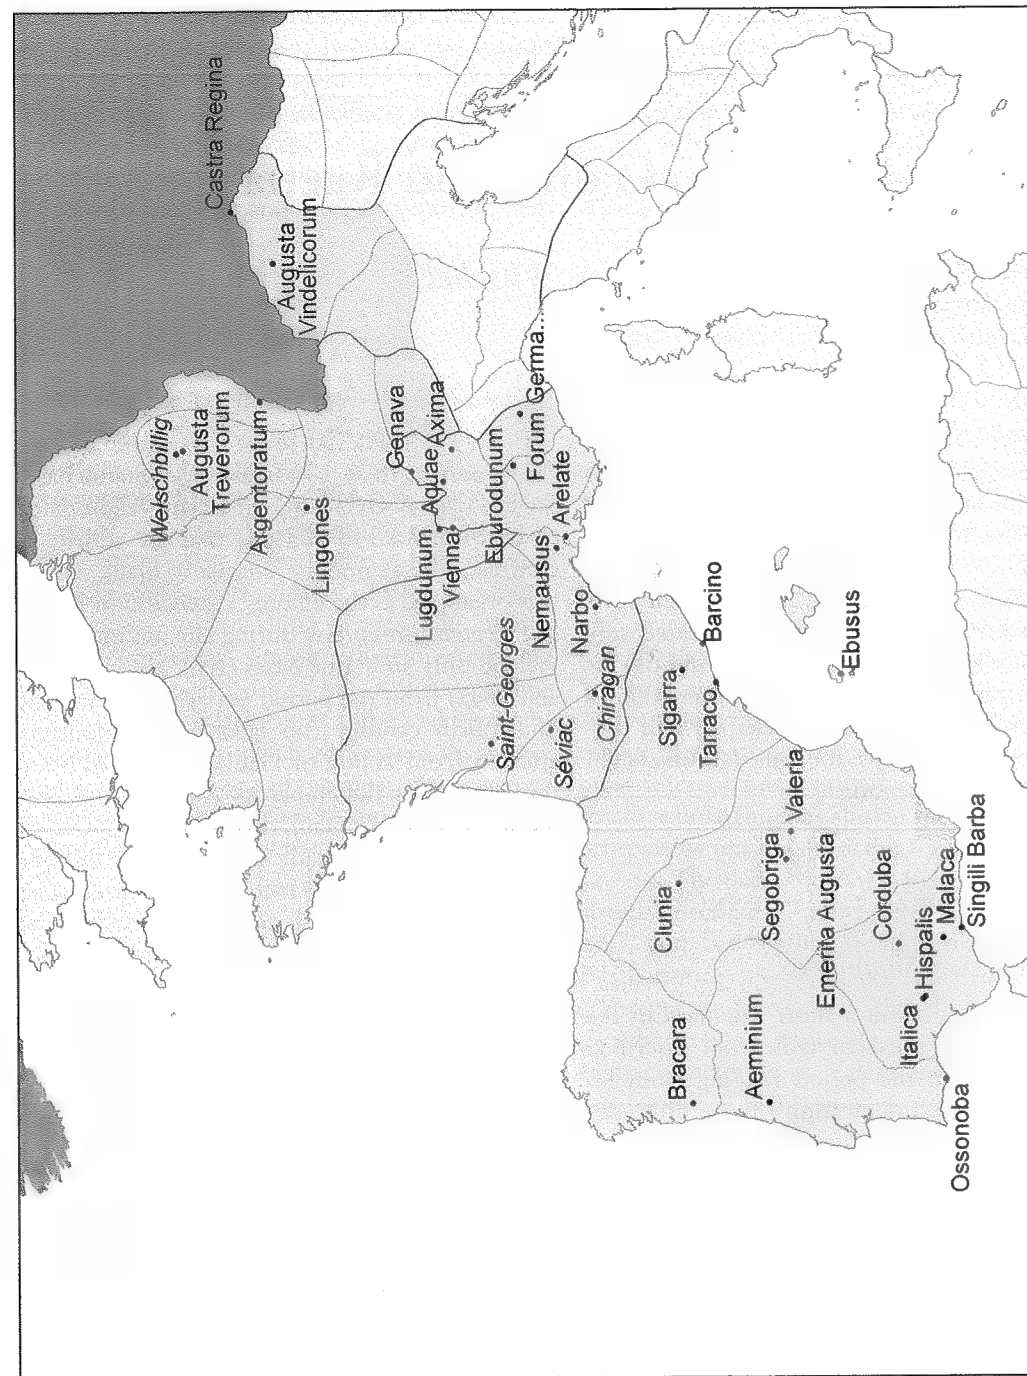 Castra Regina
Augusta
Vindelicorum
Welschbillig
Augusta
Treverorum
Argentoratum
Lingones
Genava
Aquae
Axima
Lugdunum
Vienna
Eburodunum
Forum Germa...
Arelate
Nemausus
Narbo
Saint-Georges
Séviac
Chiragan
Sigarra
Barcino
Tarraco
Ebusus
Clunia
Segobriga
Valeria
Bracara
Aeminium
Emerita Augusta
Corduba
Italica
Hispalis
Malaca
Singili Barba
Ossonoba